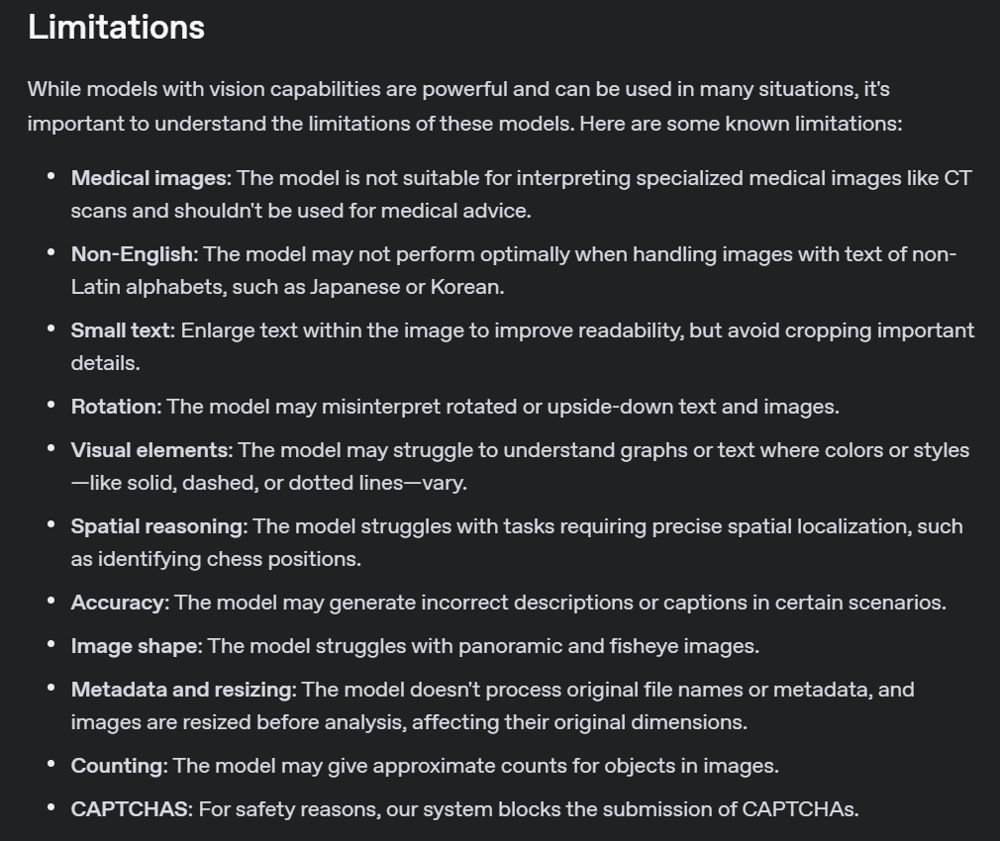 Limitations
While models with vision capabilities are powerful and can be used in many situations, it's
important to understand the limitations of these models. Here are some known limitations:
• Medical images: The model is not suitable for interpreting specialized medical images like CT
scans and shouldn't be used for medical advice.
• Non-English: The model may not perform optimally when handling images with text of non-
Latin alphabets, such as Japanese or Korean.
• Small text: Enlarge text within the image to improve readability, but avoid cropping important
details.
• Rotation: The model may misinterpret rotated or upside-down text and images.
• Visual elements: The model may struggle to understand graphs or text where colors or styles
—like solid, dashed, or dotted lines—vary.
• Spatial reasoning: The model struggles with tasks requiring precise spatial localization, such
as identifying chess positions.
• Accuracy: The model may generate incorrect descriptions or captions in certain scenarios.
• Image shape: The model struggles with panoramic and fisheye images.
• Metadata and resizing: The model doesn't process original file names or metadata, and
images are resized before analysis, affecting their original dimensions.
• Counting: The model may give approximate counts for objects in images.
• CAPTCHAS: For safety reasons, our system blocks the submission of CAPTCHAs.